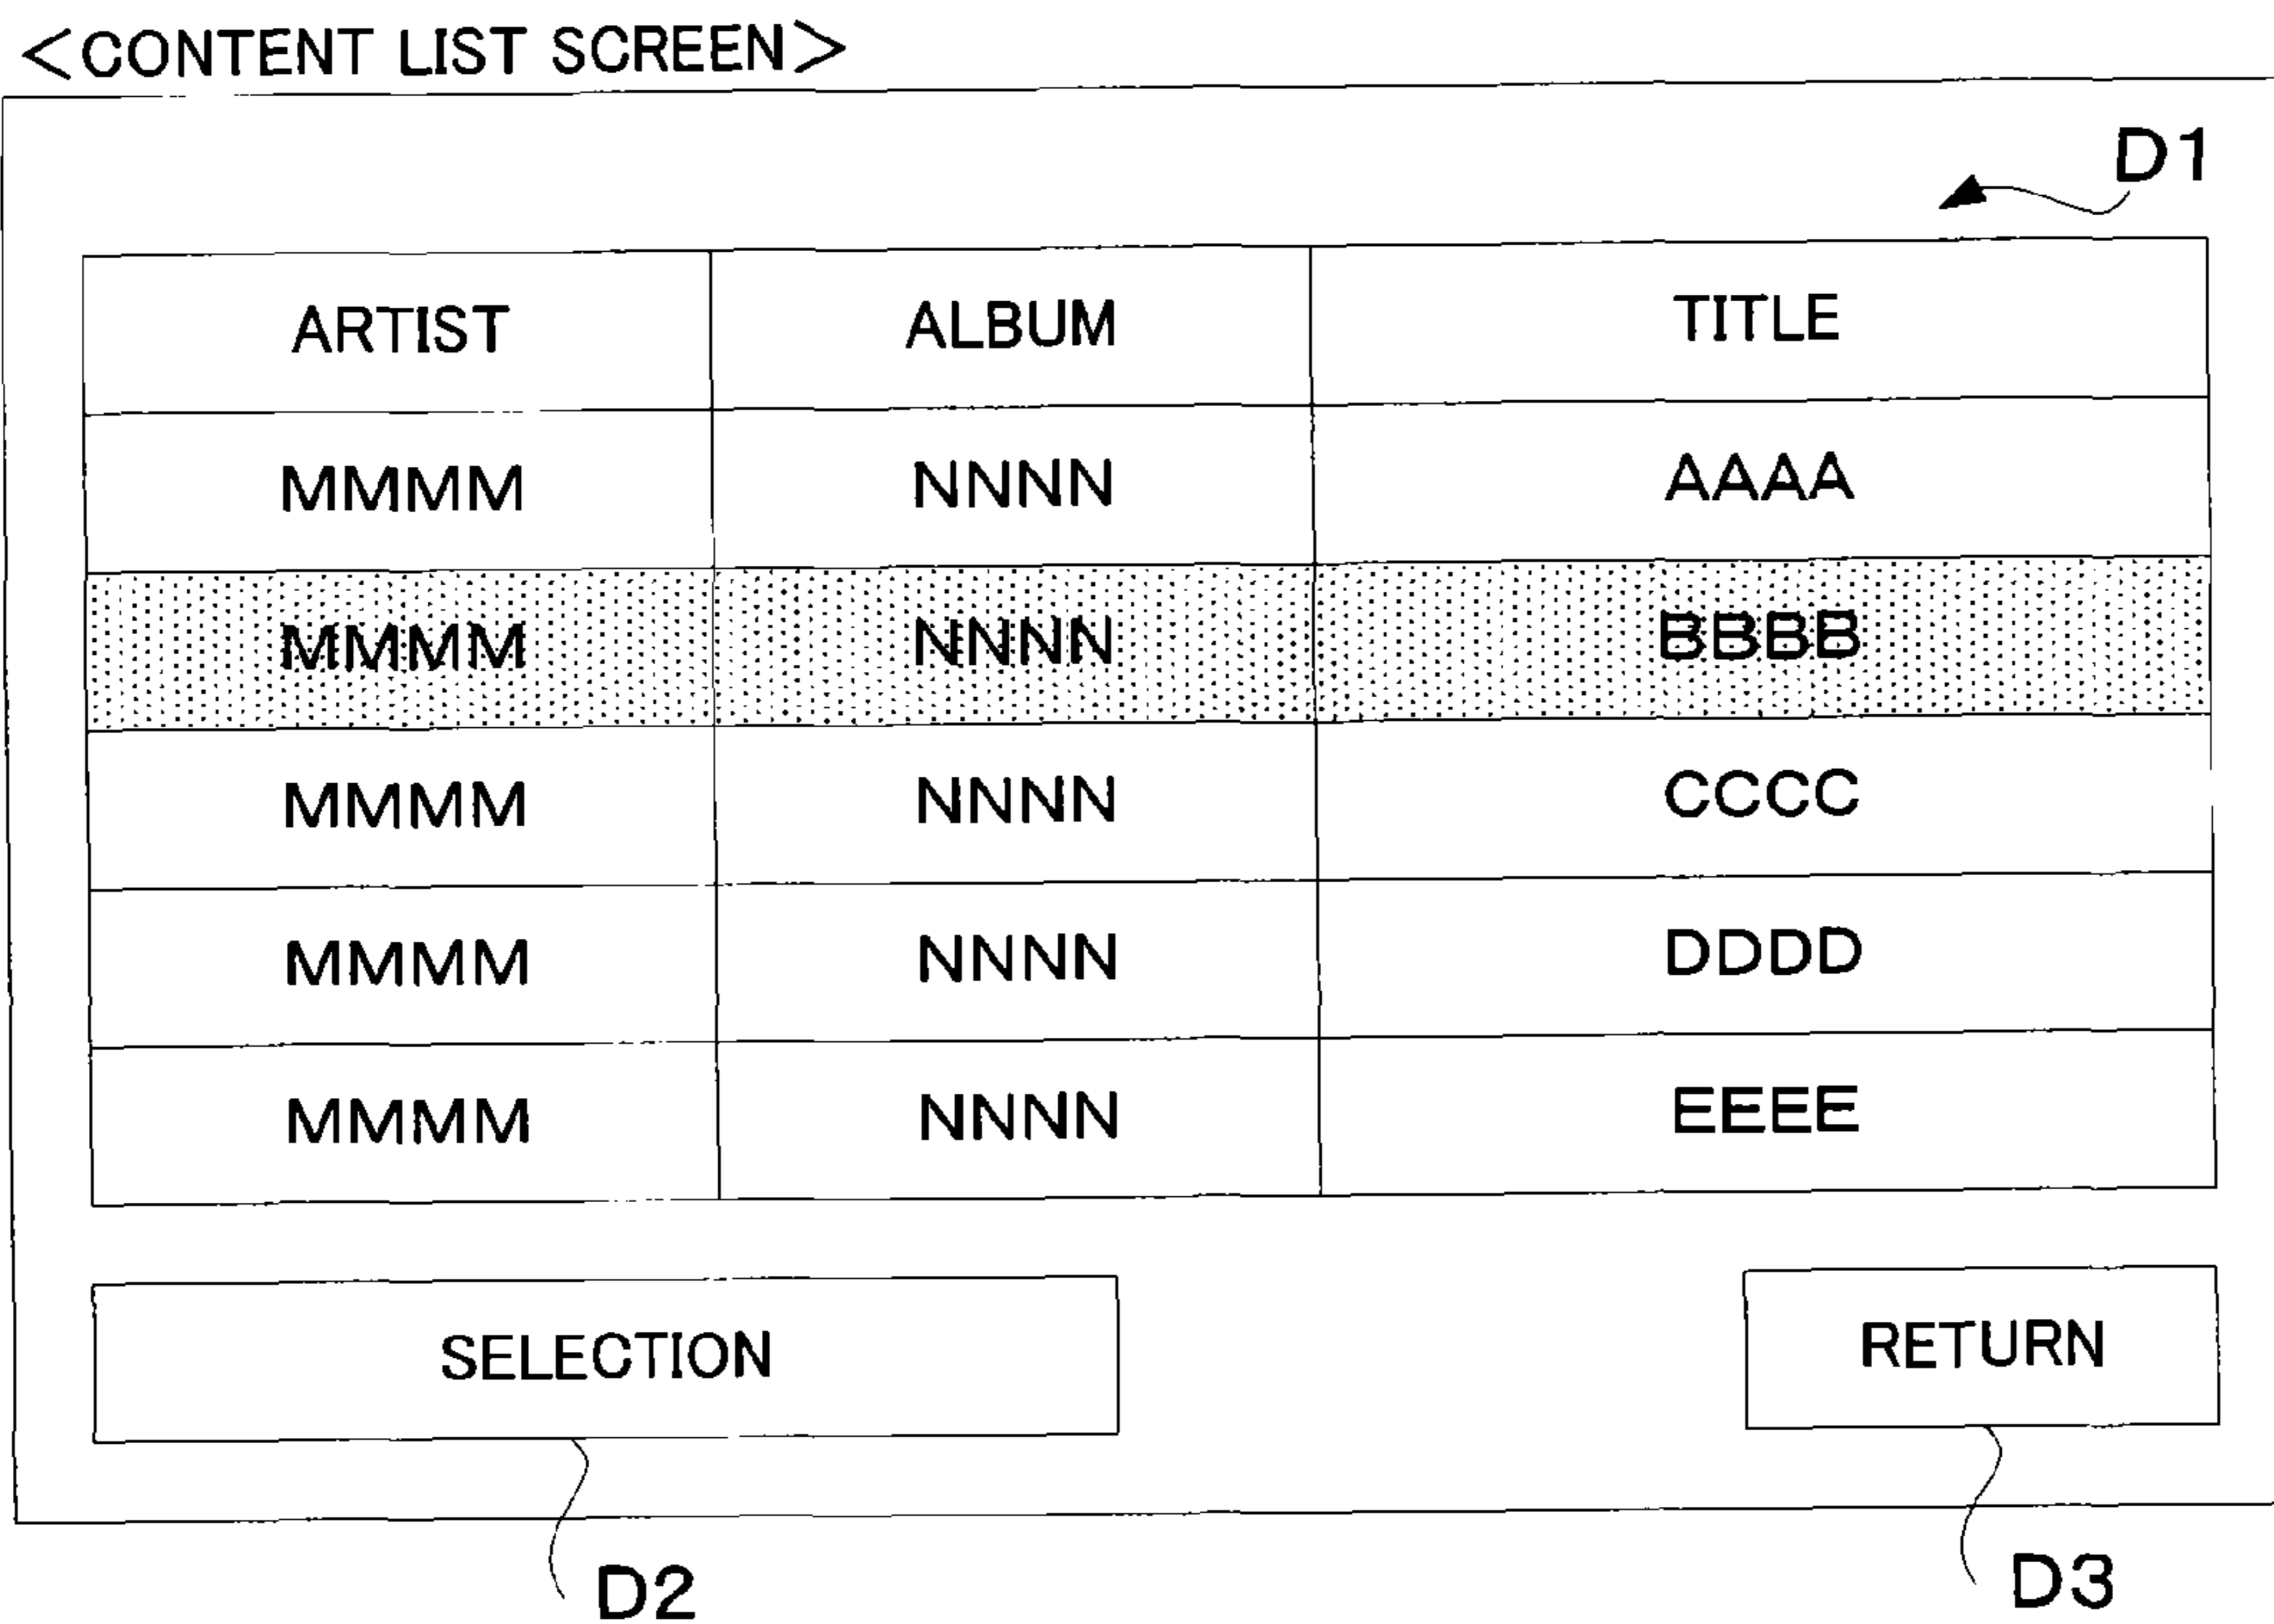 <CONTENT LIST SCREEN>
D1
ARTIST ALBUM TITLE
MMMM NNNN AAAA
MMMM NNNN BBBB
MMMM NNNN CCCC
MMMM NNNN DDDD
MMMM NNNN EEEE
SELECTION RETURN
D2 D3